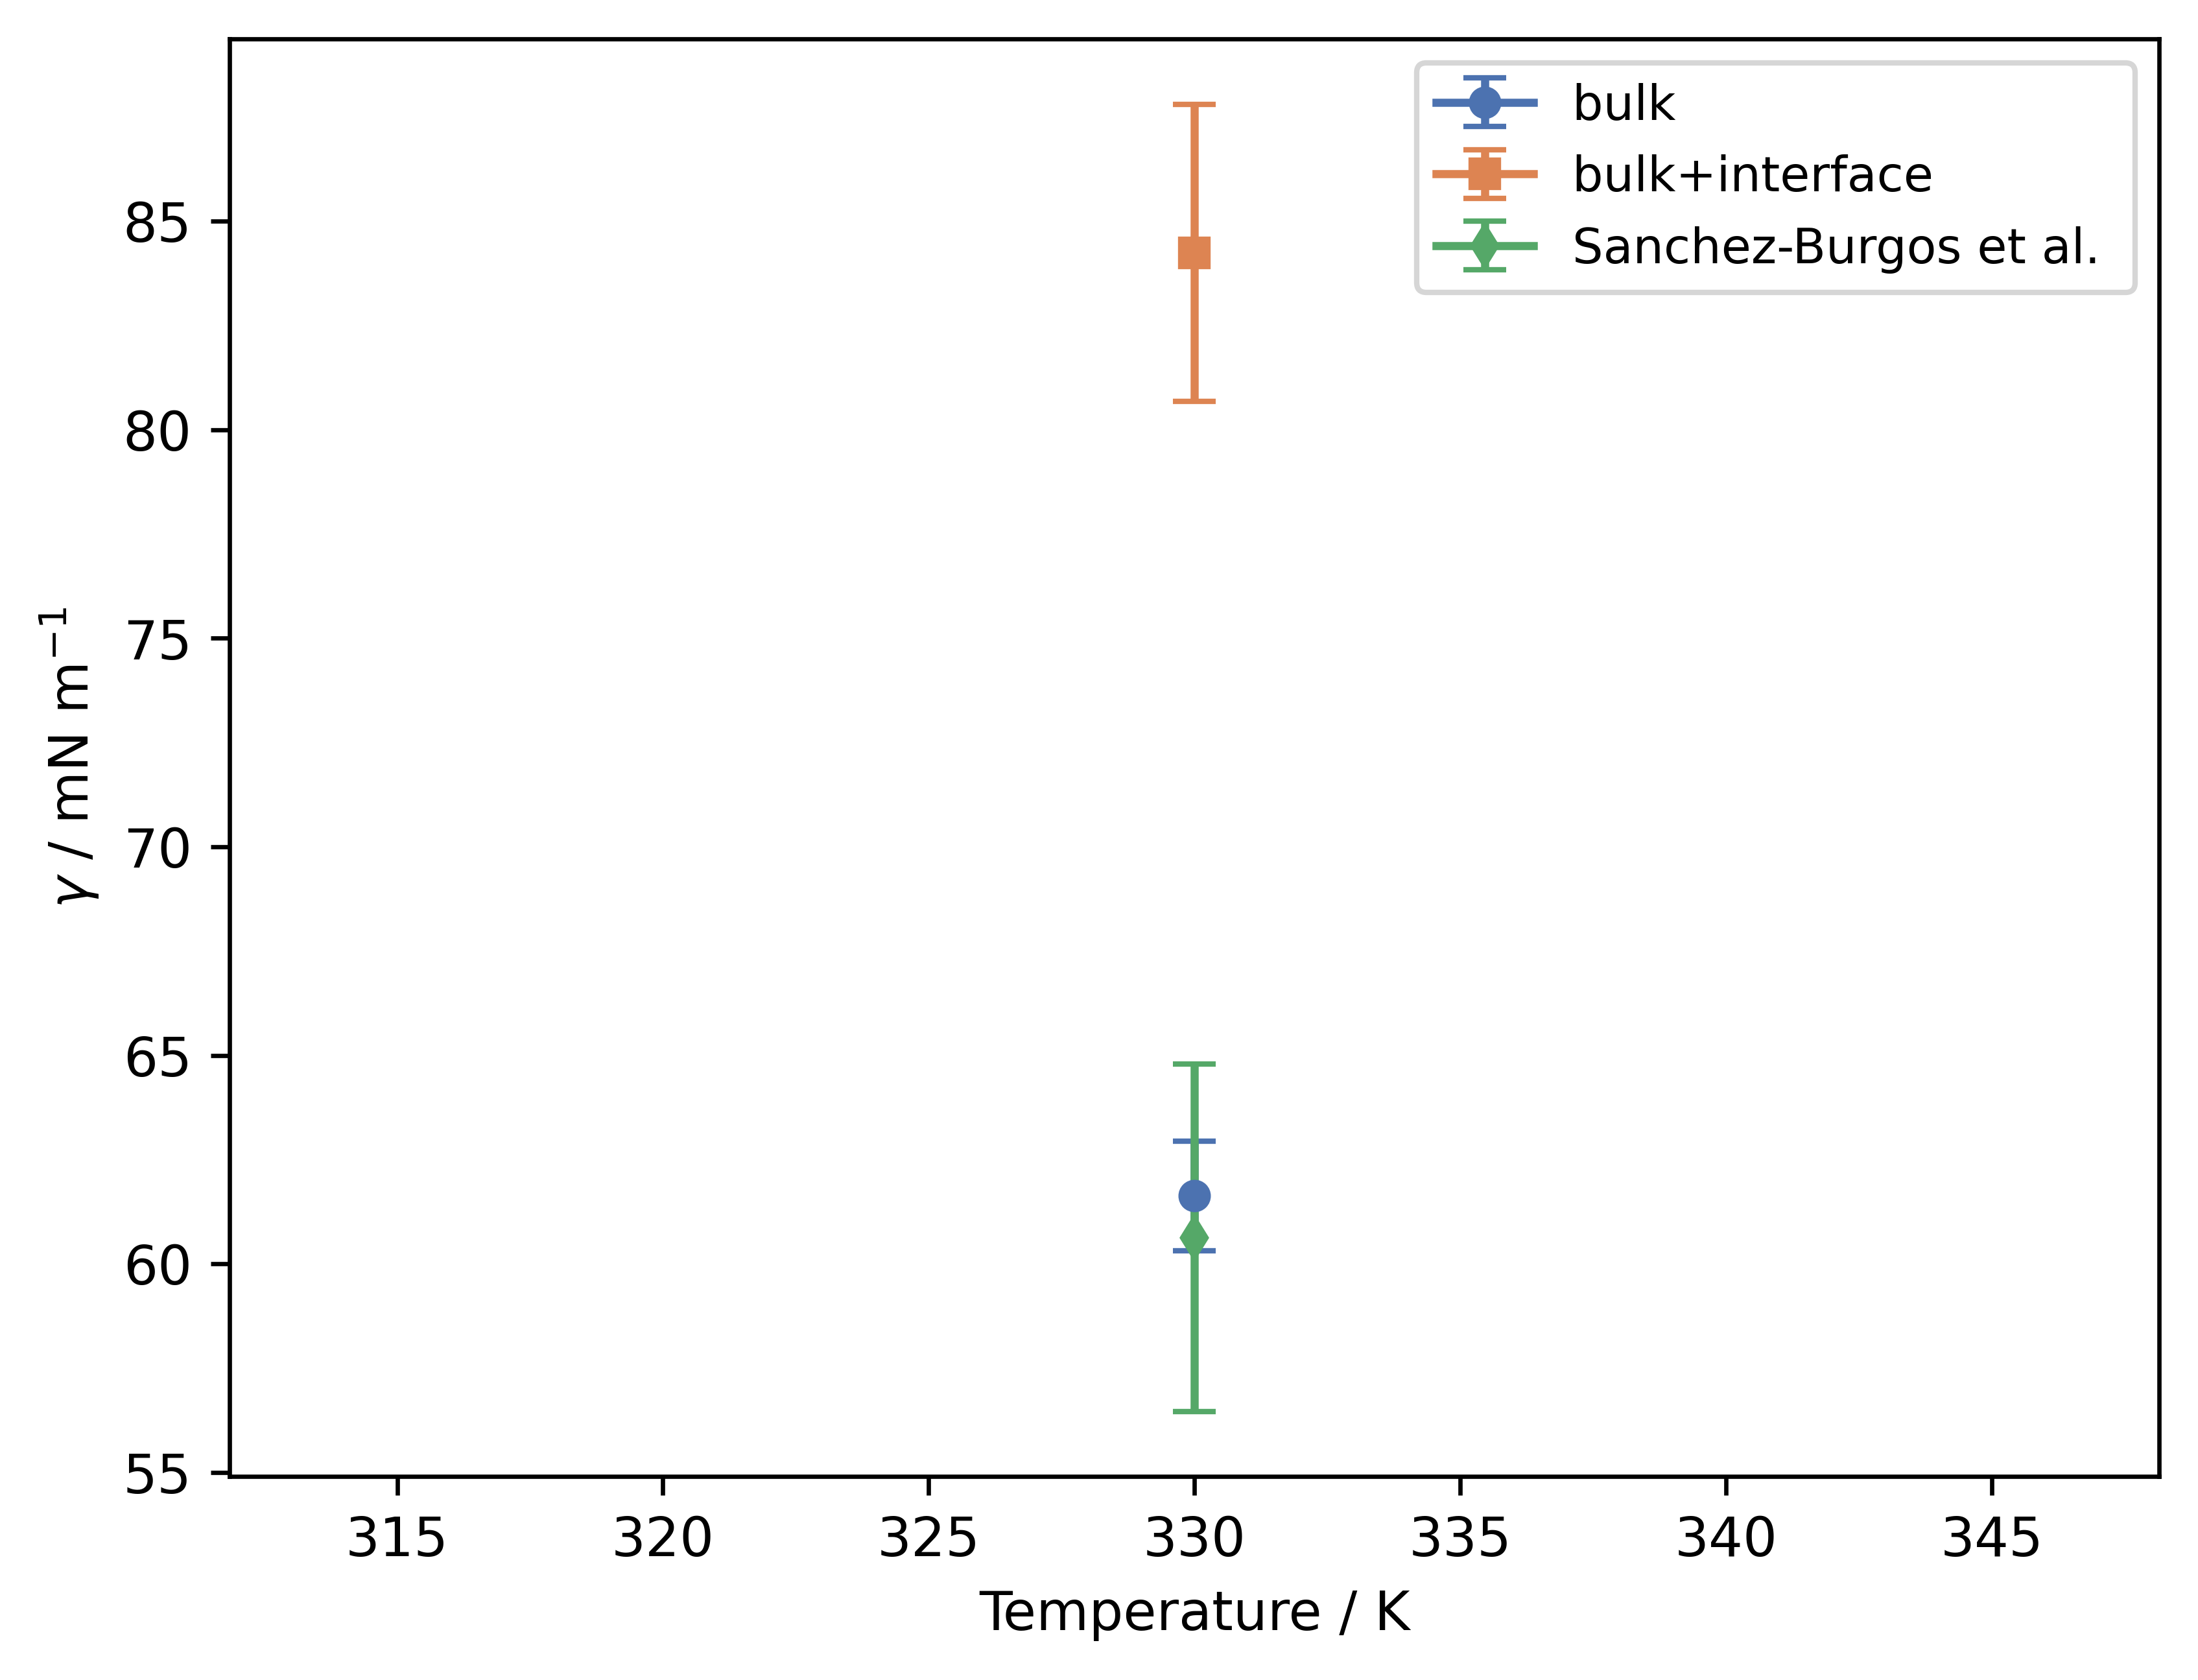 bulk
bulk+interface
Sanchez-Burgos et al.
85
80
75
70
65
60
55
γ / mN m⁻¹
315 320 325 330 335 340 345
Temperature / K